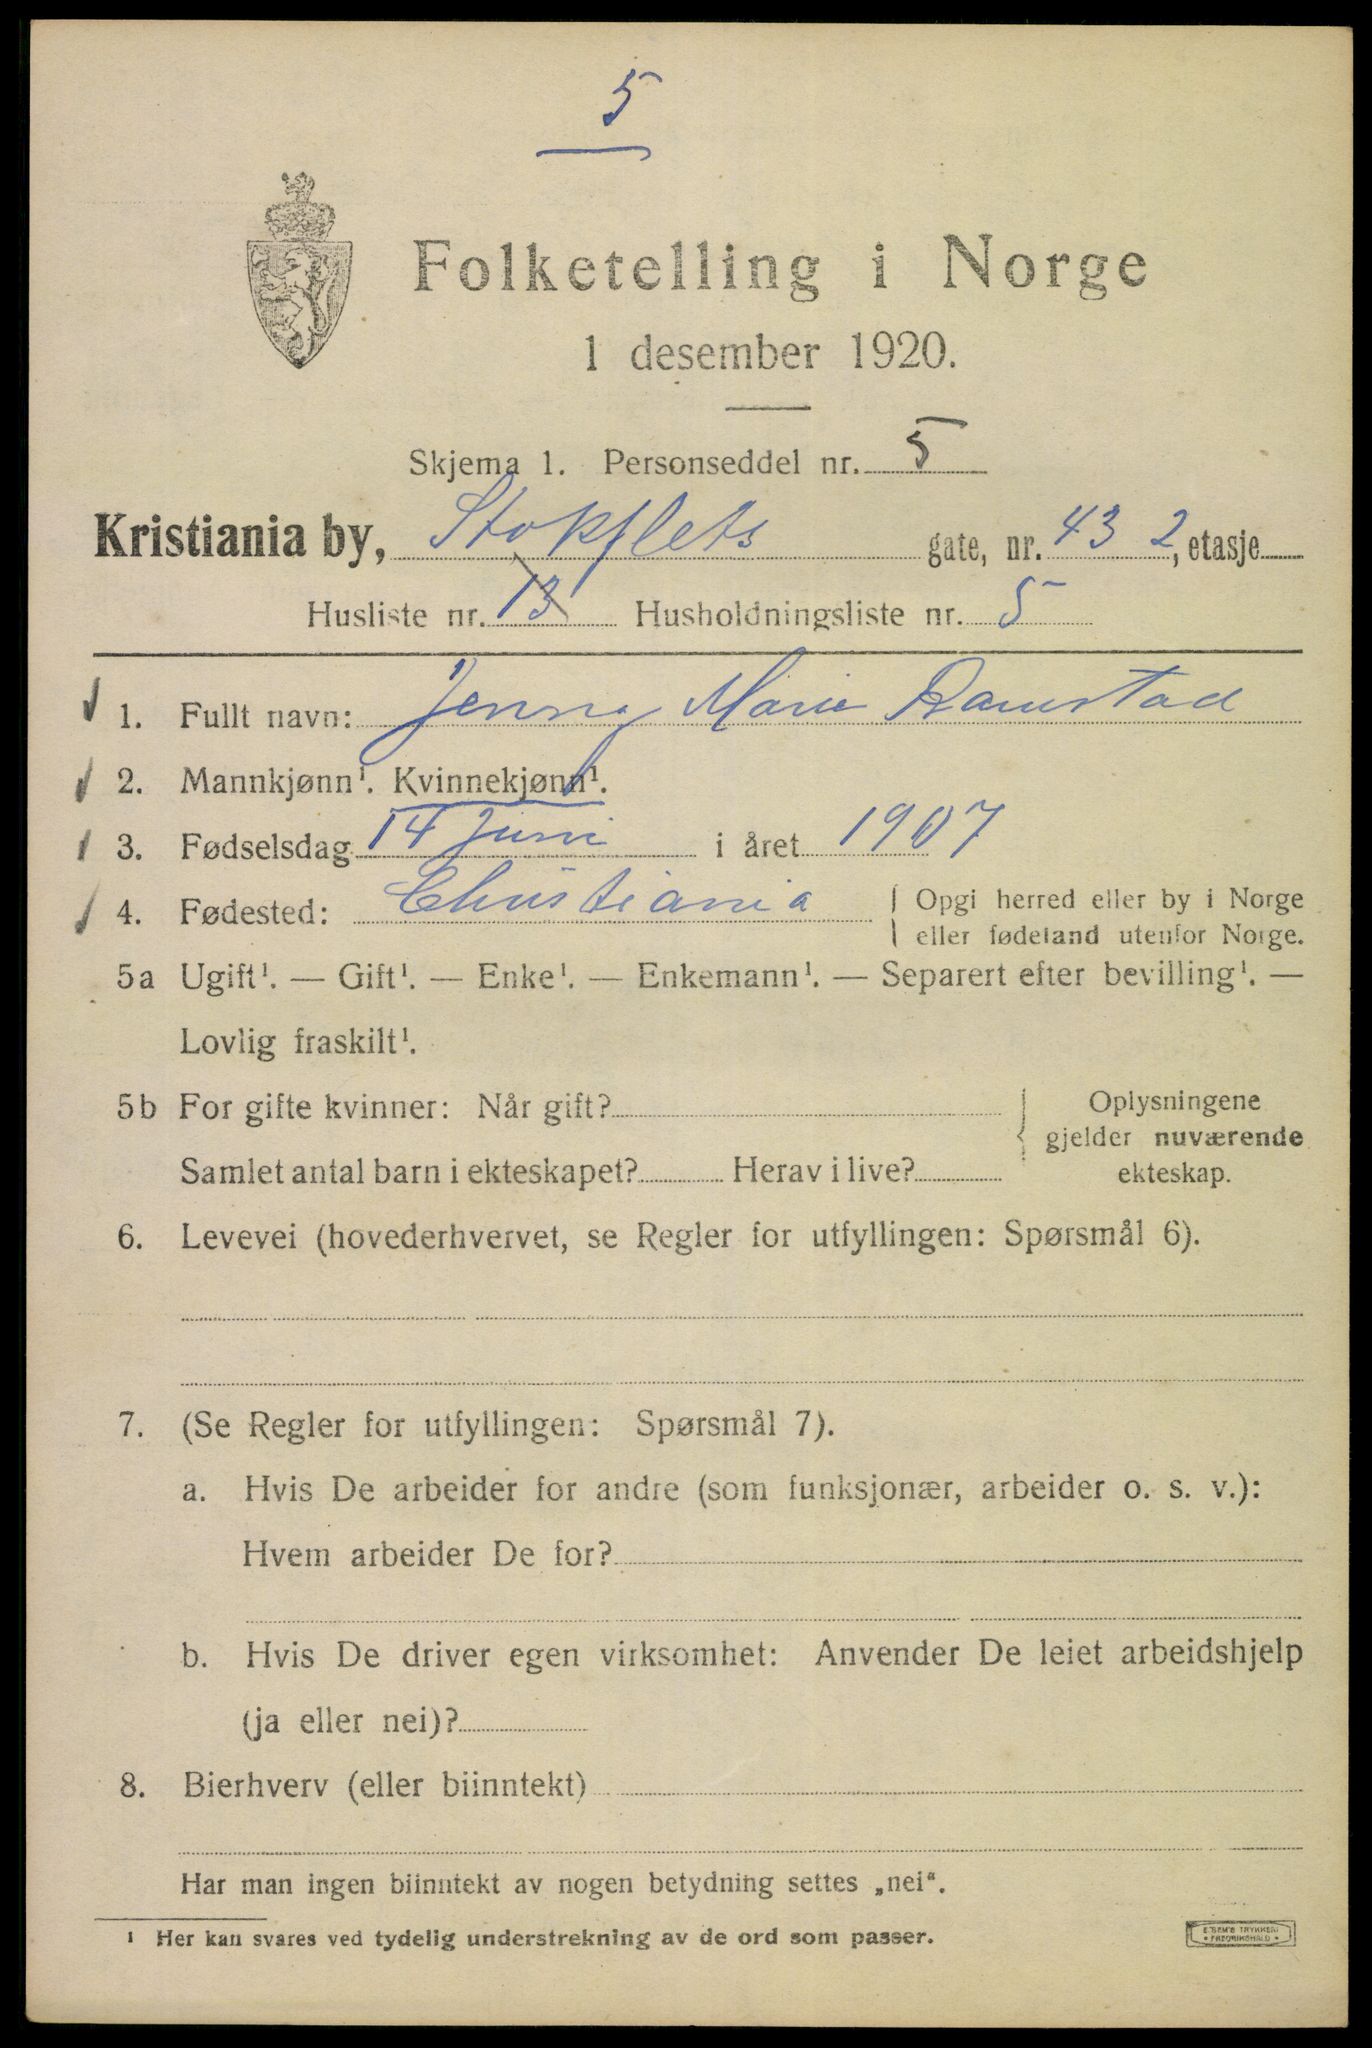 5
Folketelling i Norge
1 desember 1920.
Skjema 1. Personseddel nr. 5
Kristiania by, Stokflets gate, nr. 43 2, etasje
Husliste nr. 13 Husholdningsliste nr. 5
1. Fullt navn: Jenny Marie Ramstad
2. Mannkjønn¹. Kvinnekjønn¹.
3. Fødselsdag 14 Juni i året 1907
4. Fødested: Christiania { Opgi herred eller by i Norge
eller fødeland utenfor Norge.
5a Ugift¹. — Gift¹. — Enke¹. — Enkemann¹. — Separert efter bevilling¹. —
Lovlig fraskilt¹.
5b For gifte kvinner: Når gift? { Oplysningene
gjelder nuværende
Samlet antal barn i ekteskapet? Herav i live? ekteskap.
6. Levevei (hovederhvervet, se Regler for utfyllingen: Spørsmål 6).
7. (Se Regler for utfyllingen: Spørsmål 7).
a. Hvis De arbeider for andre (som funksjonær, arbeider o. s. v.):
Hvem arbeider De for?
b. Hvis De driver egen virksomhet: Anvender De leiet arbeidshjelp
(ja eller nei)?
8. Bierhverv (eller biinntekt)
Har man ingen biinntekt av nogen betydning settes „nei“.
¹ Her kan svares ved tydelig understrekning av de ord som passer.
TRYKKERI
FREDRIKSHALD